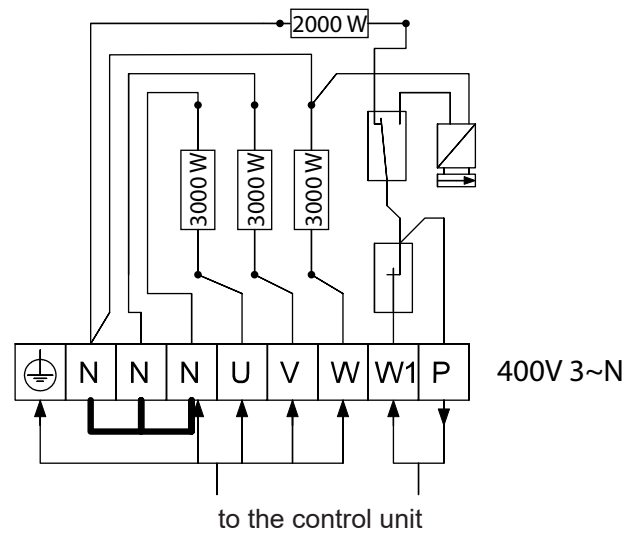 2000 W
3000 W
3000 W
3000 W
N N N U V W W1 P
400V 3~N
to the control unit